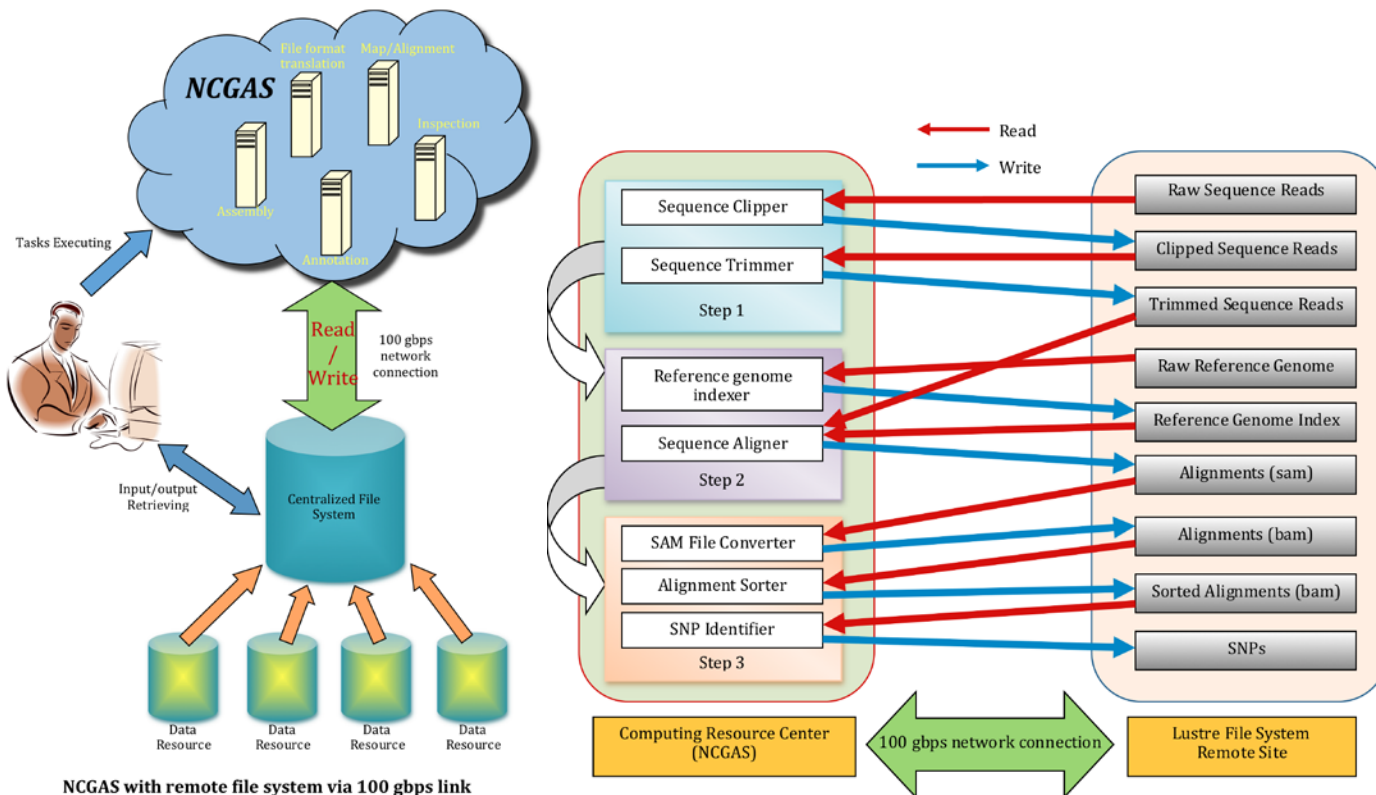 File format
translation
Map/Alignment
NCGAS
Inspection
Assembly
Annotation
Tasks Executing
Read
/
Write
100 gbps
network
connection
Input/output
Retrieving
Centralized File
System
Data
Resource
Data
Resource
Data
Resource
Data
Resource
NCGAS with remote file system via 100 gbps link
Read
Write
Sequence Clipper
Sequence Trimmer
Step 1
Reference genome
indexer
Sequence Aligner
Step 2
SAM File Converter
Alignment Sorter
SNP Identifier
Step 3
Raw Sequence Reads
Clipped Sequence Reads
Trimmed Sequence Reads
Raw Reference Genome
Reference Genome Index
Alignments (sam)
Alignments (bam)
Sorted Alignments (bam)
SNPs
Computing Resource Center
(NCGAS)
100 gbps network connection
Lustre File System
Remote Site